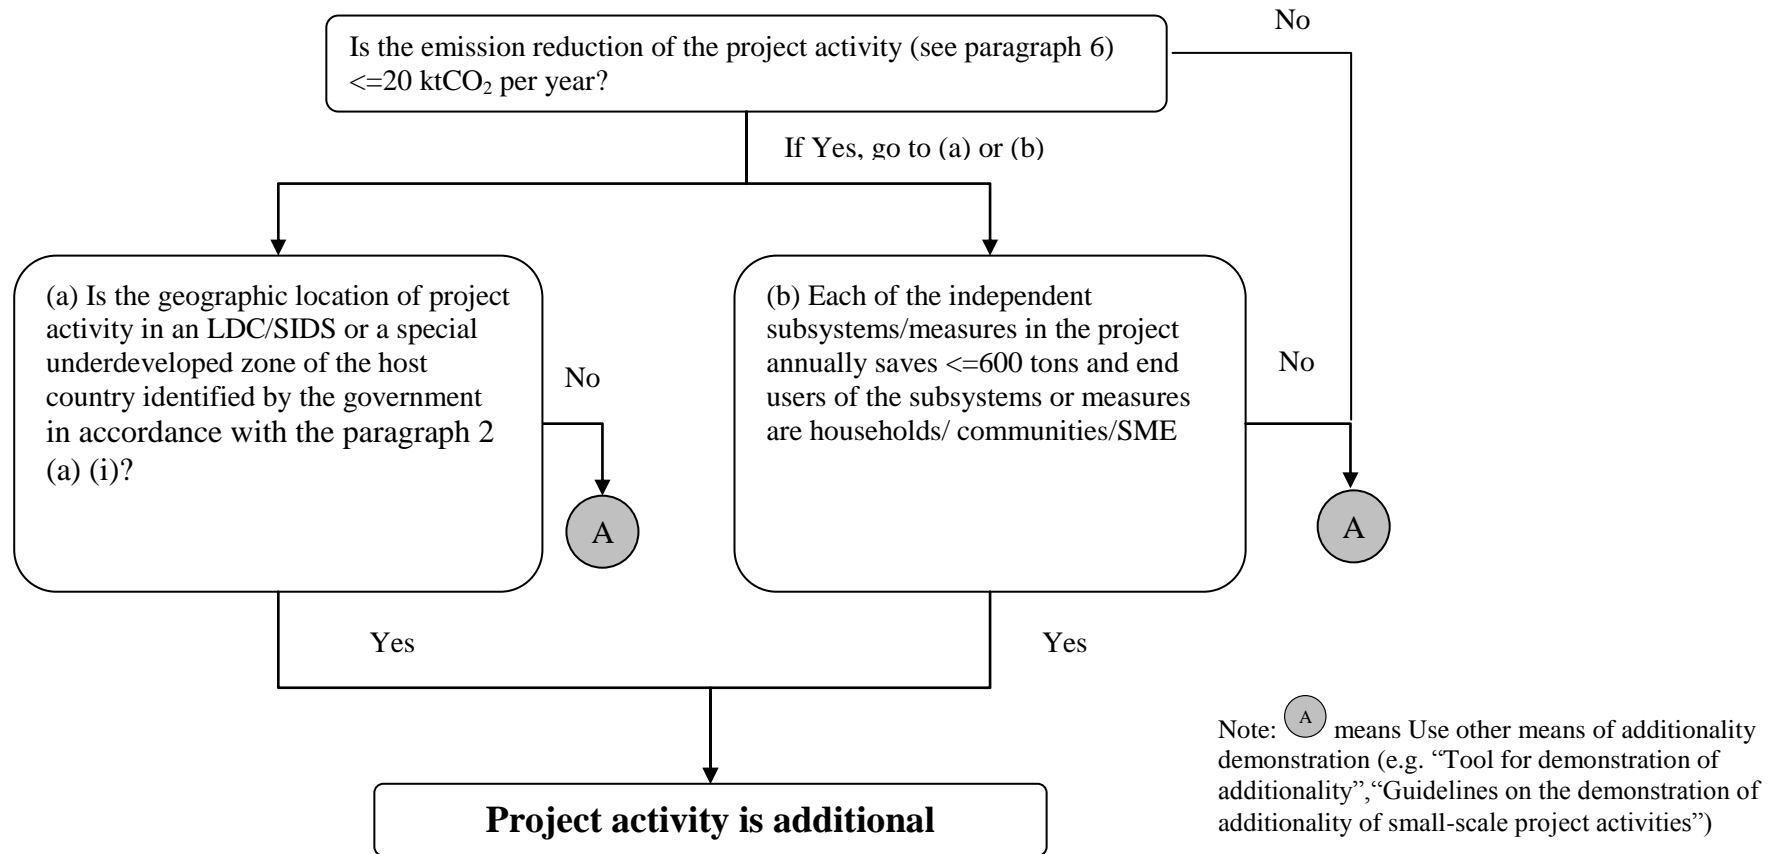 No
Is the emission reduction of the project activity (see paragraph 6)
<=20 ktCO₂ per year?
If Yes, go to (a) or (b)
(a) Is the geographic location of project
activity in an LDC/SIDS or a special
underdeveloped zone of the host
country identified by the government
in accordance with the paragraph 2
(a) (i)?
No
A
(b) Each of the independent
subsystems/measures in the project
annually saves <=600 tons and end
users of the subsystems or measures
are households/ communities/SME
No
A
Yes
Yes
Project activity is additional
Note: A means Use other means of additionality
demonstration (e.g. “Tool for demonstration of
additionality”,“Guidelines on the demonstration of
additionality of small-scale project activities”)